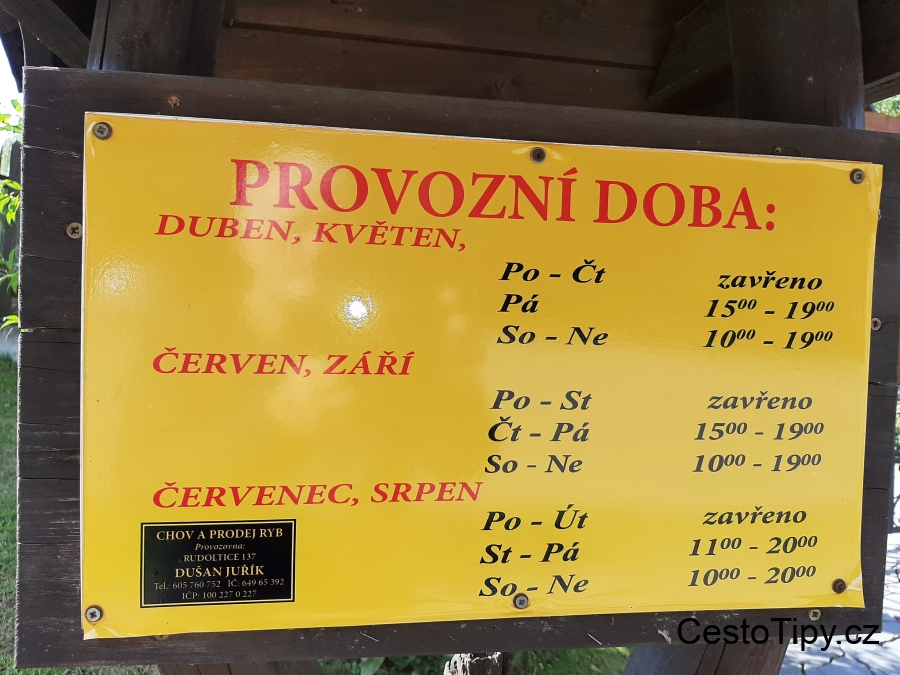 PROVOZNÍ DOBA:
DUBEN, KVĚTEN,
Po - Čt zavřeno
Pá 15⁰⁰ - 19⁰⁰
So - Ne 10⁰⁰ - 19⁰⁰
ČERVEN, ZÁŘÍ
Po - St zavřeno
Čt - Pá 15⁰⁰ - 19⁰⁰
So - Ne 10⁰⁰ - 19⁰⁰
ČERVENEC, SRPEN
Po - Út zavřeno
St - Pá 11⁰⁰ - 20⁰⁰
So - Ne 10⁰⁰ - 20⁰⁰
CHOV A PRODEJ RYB
Provozovna:
RUDOLTICE 137
DUŠAN JUŘÍK
Tel.: 605 760 752 IČ: 649 65 392
IČP: 100 227 0 227
CestoTipy.cz